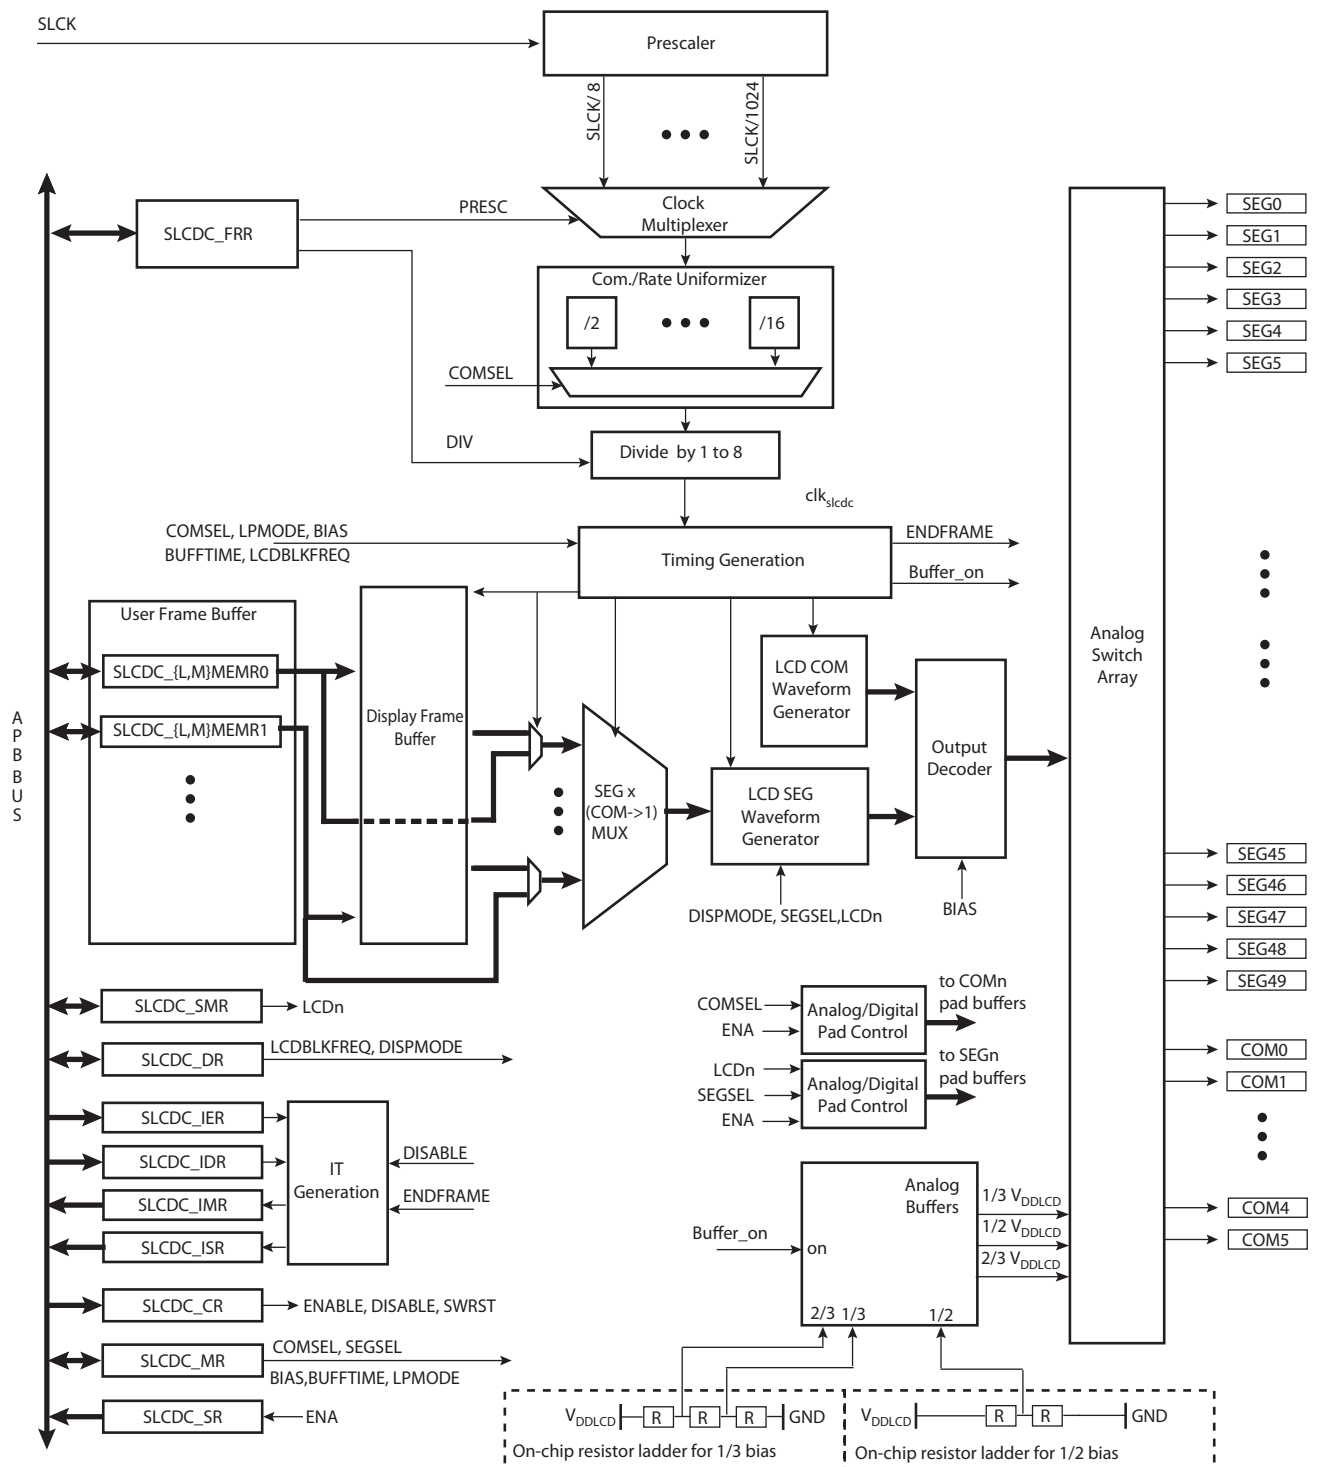 SLCK
Prescaler
SLCK/ 8
SLCK/1024
PRESC
Clock
Multiplexer
SLCDC_FRR
Com./Rate Uniformizer
/2
/16
COMSEL
DIV
Divide by 1 to 8
clkslcdc
COMSEL, LPMODE, BIAS
BUFFTIME, LCDBLKFREQ
Timing Generation
ENDFRAME
Buffer_on
User Frame Buffer
SLCDC_{L,M}MEMR0
SLCDC_{L,M}MEMR1
APB BUS
Display Frame
Buffer
SEG x
(COM->1)
MUX
LCD COM
Waveform
Generator
LCD SEG
Waveform
Generator
DISPMODE, SEGSEL,LCDn
Output
Decoder
BIAS
Analog
Switch
Array
SEG0
SEG1
SEG2
SEG3
SEG4
SEG5
SEG45
SEG46
SEG47
SEG48
SEG49
COM0
COM1
COM4
COM5
SLCDC_SMR
LCDn
SLCDC_DR
LCDBLKFREQ, DISPMODE
SLCDC_IER
SLCDC_IDR
SLCDC_IMR
SLCDC_ISR
IT
Generation
DISABLE
ENDFRAME
SLCDC_CR
ENABLE, DISABLE, SWRST
SLCDC_MR
COMSEL, SEGSEL
BIAS,BUFFTIME, LPMODE
SLCDC_SR
ENA
COMSEL
ENA
Analog/Digital
Pad Control
to COMn
pad buffers
LCDn
SEGSEL
ENA
Analog/Digital
Pad Control
to SEGn
pad buffers
Analog
Buffers
Buffer_on
on
2/3 1/3
1/2
1/3 VDDLCD
1/2 VDDLCD
2/3 VDDLCD
VDDLCD
R
R
R
GND
On-chip resistor ladder for 1/3 bias
VDDLCD
R
R
GND
On-chip resistor ladder for 1/2 bias